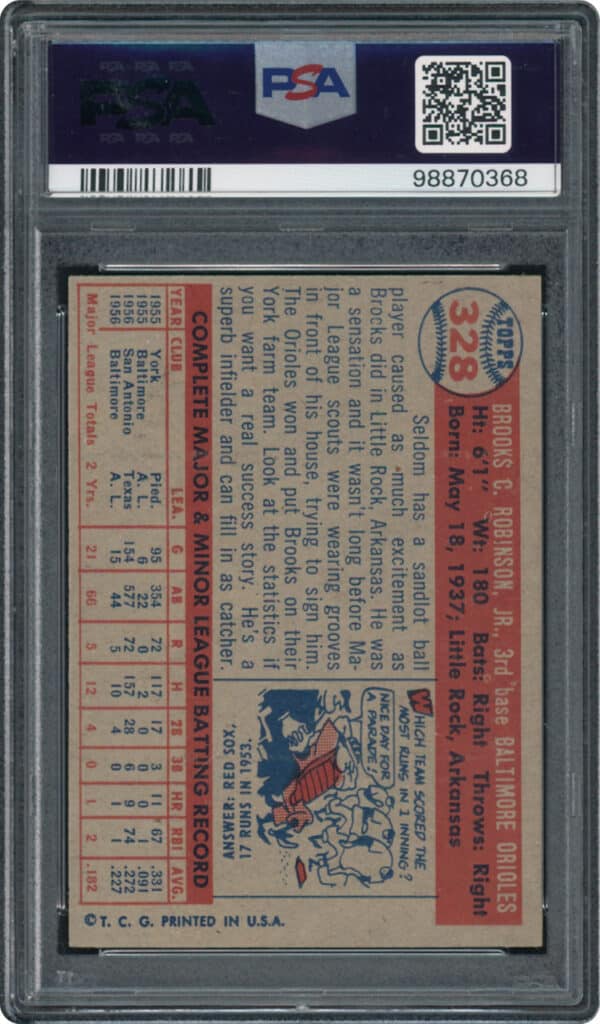 PSA PSA PSA
PSA
PSA PSA PSA
PSA
98870368
TOPPS
328
BROOKS C. ROBINSON, JR., 3rd base BALTIMORE ORIOLES
Ht: 6'1" Wt: 180 Bats: Right Throws: Right
Born: May 18, 1937; Little Rock, Arkansas
Seldom has a sandlot ball
player caused as much excitement as
Brocks did in Little Rock, Arkansas. He was
a sensation and it wasn't long before Ma-
jor League scouts were wearing grooves
in front of his house, trying to sign him.
The Orioles won and put Brooks on their
York farm team. Look at the statistics if
you want a real success story. He's a
superb infielder and can fill in as catcher.
WHICH TEAM SCORED THE
MOST RUNS IN 1 INNING?
NICE DAY FOR
A PARADE!
ANSWER: RED SOX,
17 RUNS IN 1953.
COMPLETE MAJOR & MINOR LEAGUE BATTING RECORD
YEAR CLUB LEA. G AB R H 2B 3B HR RBI AVG.
1955 York Pied. 95 354 72 117 17 3 11 67 .331
1955 Baltimore A. L. 6 22 0 2 0 0 0 1 .091
1956 San Antonio Texas 154 577 72 157 28 6 9 74 .272
1956 Baltimore A. L. 15 44 5 10 4 0 1 1 .227
Major League Totals 2 Yrs. 21 66 5 12 4 0 1 2 .182
© T. C. G. PRINTED IN U.S.A.